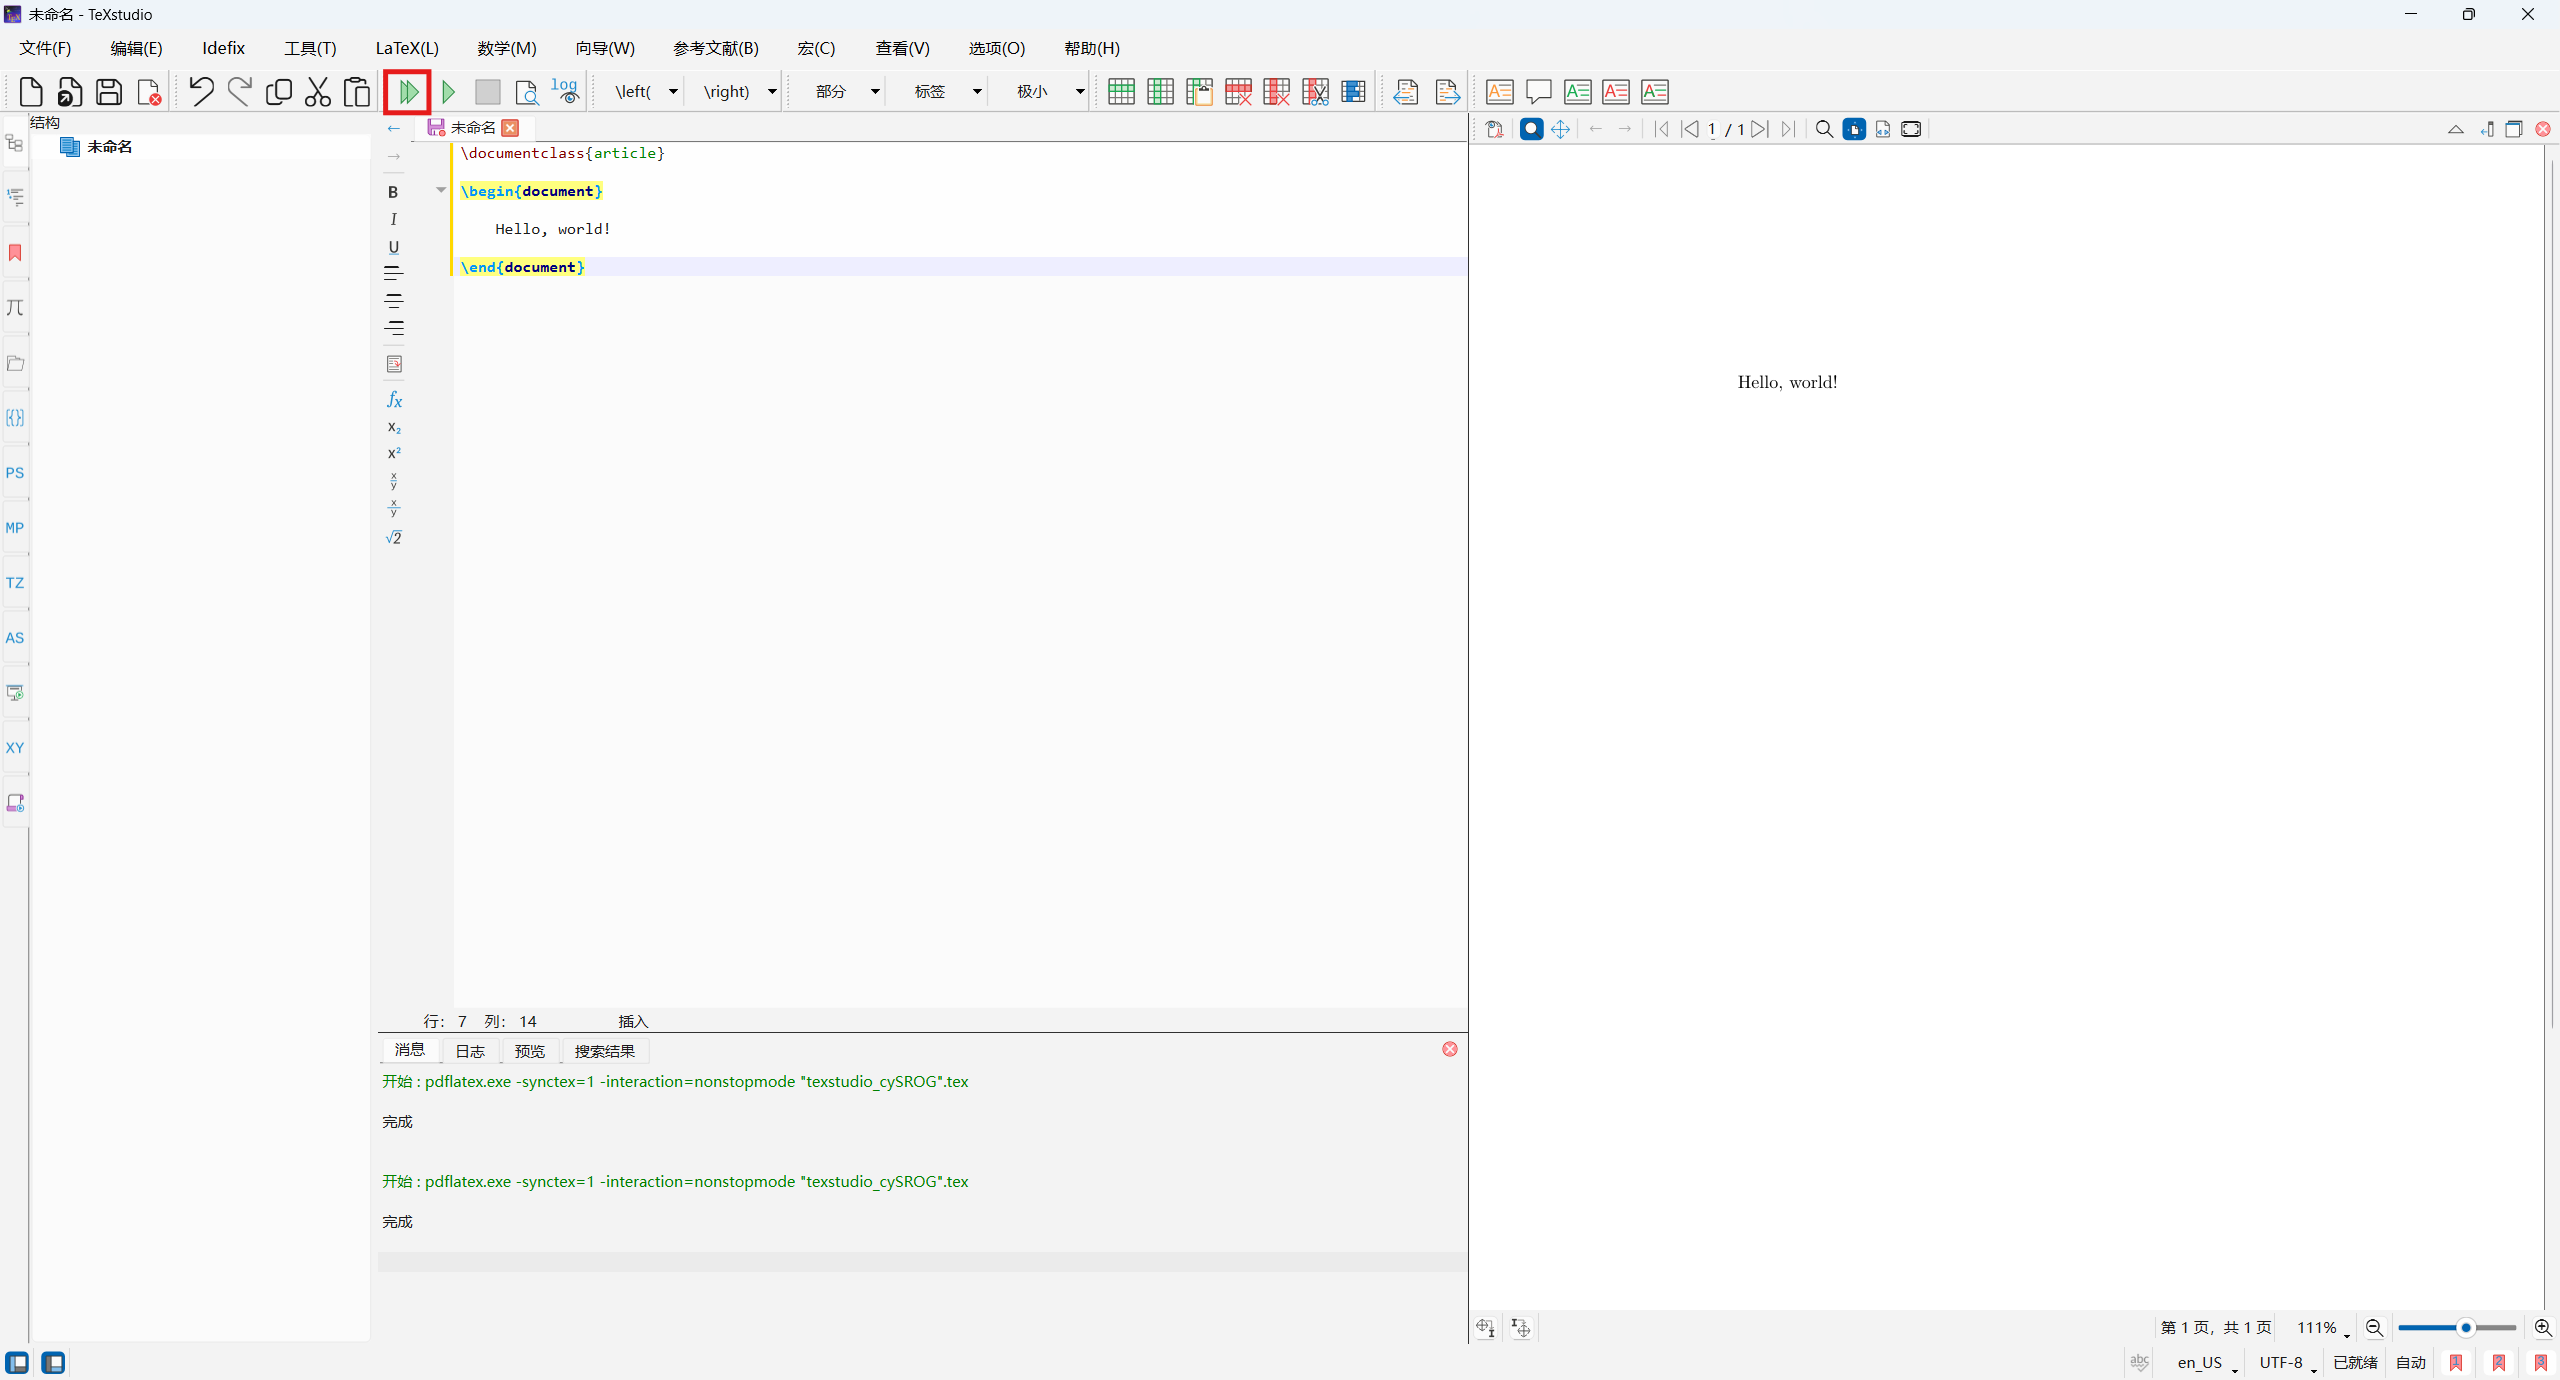 未命名 - TeXstudio
文件(F) 编辑(E) Idefix 工具(T) LaTeX(L) 数学(M) 向导(W) 参考文献(B) 宏(C) 查看(V) 选项(O) 帮助(H)
log \left( \right) 部分 标签 极小
结构
未命名
PS
MP
TZ
AS
XY
B
I
U
fx
x₂
x²
x/y
x/y
√2
未命名
\documentclass{article}
\begin{document}
Hello, world!
\end{document}
行: 7 列: 14 插入
消息 日志 预览 搜索结果
开始 : pdflatex.exe -synctex=1 -interaction=nonstopmode "texstudio_cySROG".tex
完成
开始 : pdflatex.exe -synctex=1 -interaction=nonstopmode "texstudio_cySROG".tex
完成
1 / 1
Hello, world!
第 1 页, 共 1 页 111%
abc en_US UTF-8 已就绪 自动 1 2 3